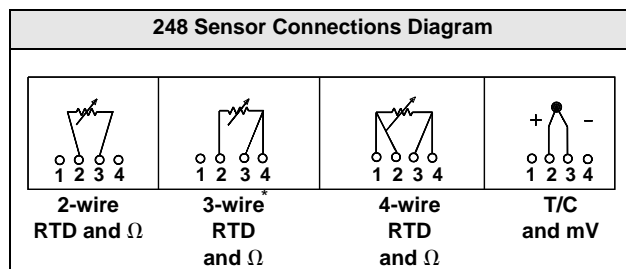 248 Sensor Connections Diagram
+ –
1 2 3 4 1 2 3 4 1 2 3 4 1 2 3 4
2-wire 3-wire* 4-wire T/C
RTD and Ω RTD RTD and mV
and Ω and Ω